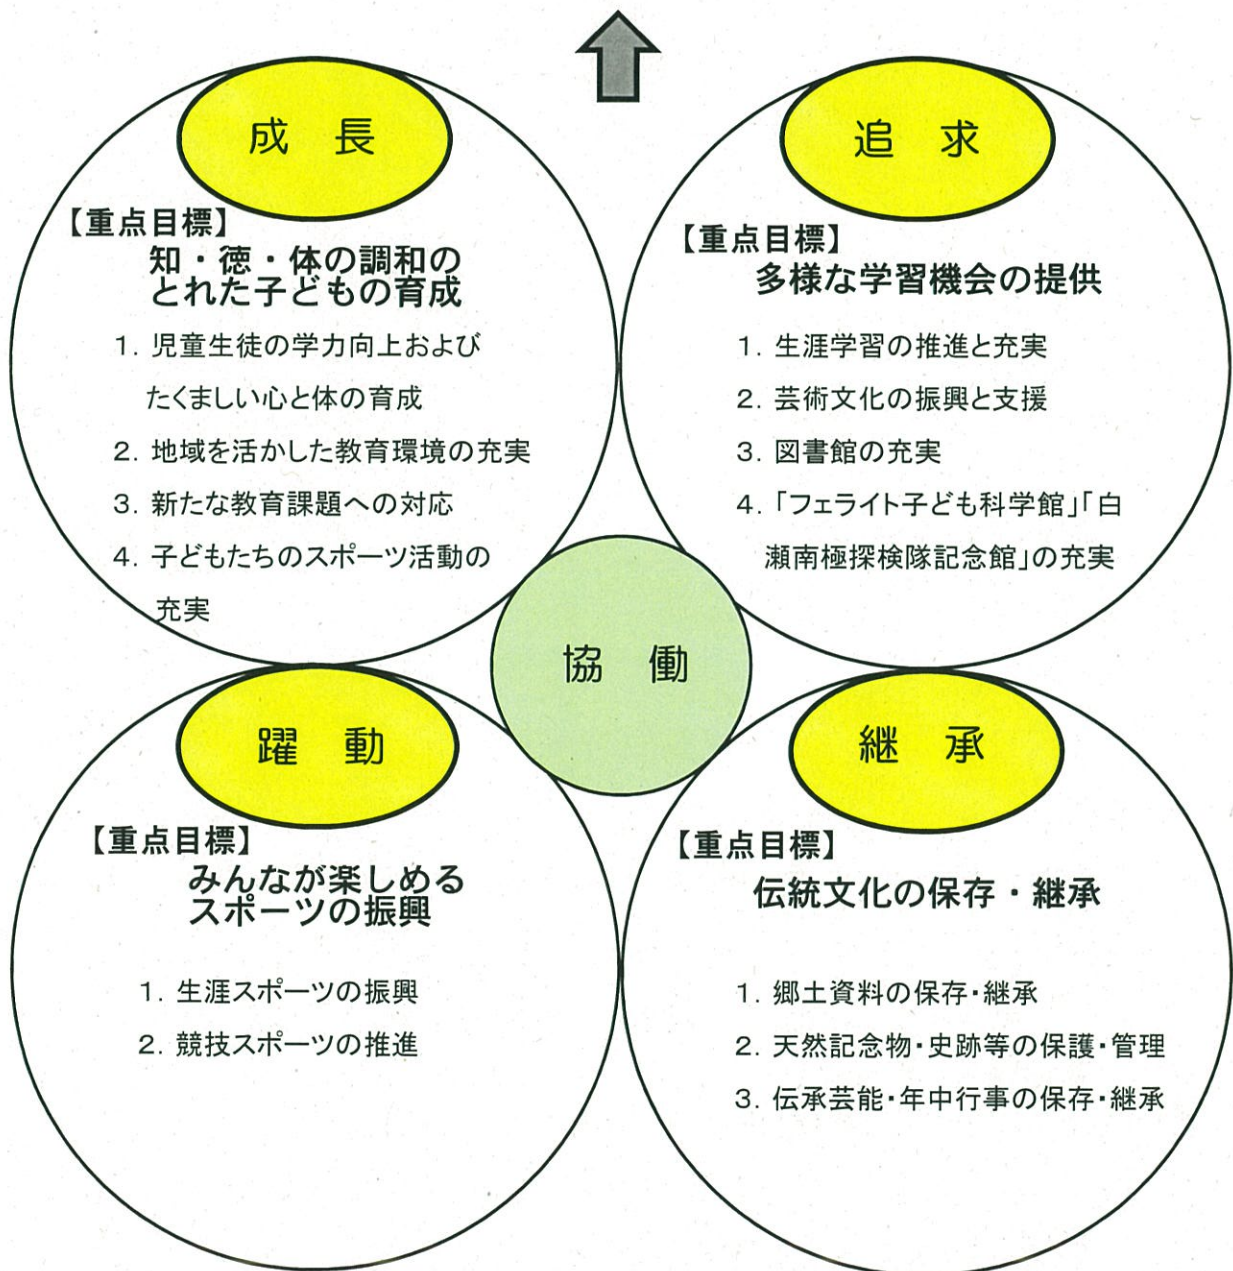 成 長
【重点目標】
知・徳・体の調和の
とれた子どもの育成
1. 児童生徒の学力向上および
たくましい心と体の育成
2. 地域を活かした教育環境の充実
3. 新たな教育課題への対応
4. 子どもたちのスポーツ活動の
充実
追 求
【重点目標】
多様な学習機会の提供
1. 生涯学習の推進と充実
2. 芸術文化の振興と支援
3. 図書館の充実
4. 「フェライト子ども科学館」「白
瀬南極探検隊記念館」の充実
協 働
躍 動
【重点目標】
みんなが楽しめる
スポーツの振興
1. 生涯スポーツの振興
2. 競技スポーツの推進
継 承
【重点目標】
伝統文化の保存・継承
1. 郷土資料の保存・継承
2. 天然記念物・史跡等の保護・管理
3. 伝承芸能・年中行事の保存・継承